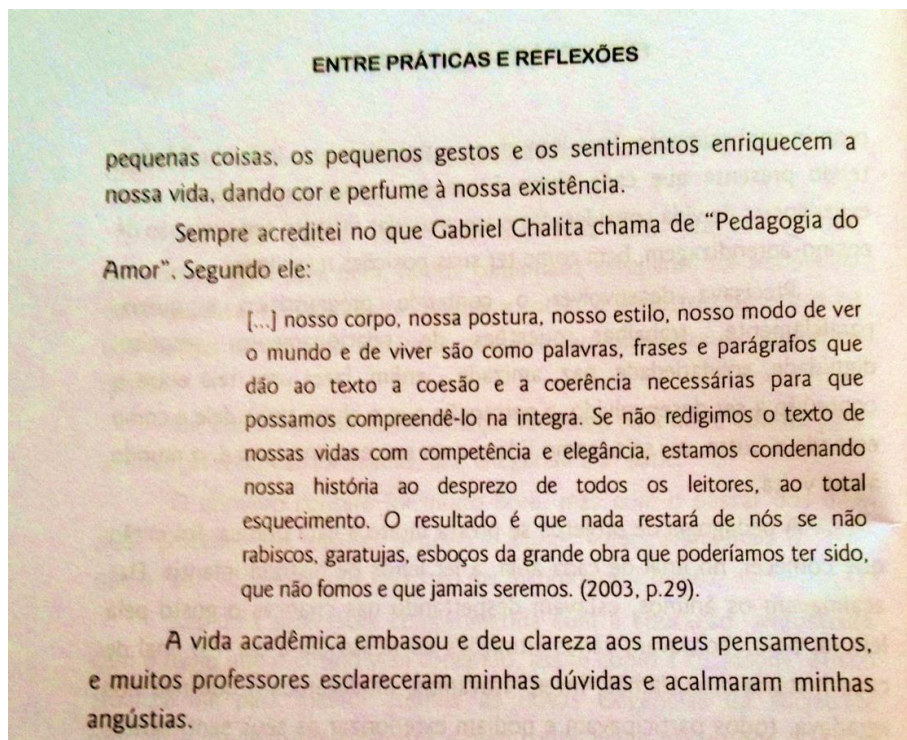 ENTRE PRÁTICAS E REFLEXÕES
pequenas coisas, os pequenos gestos e os sentimentos enriquecem a
nossa vida, dando cor e perfume à nossa existência.
Sempre acreditei no que Gabriel Chalita chama de “Pedagogia do
Amor”. Segundo ele:
[...] nosso corpo, nossa postura, nosso estilo, nosso modo de ver
o mundo e de viver são como palavras, frases e parágrafos que
dão ao texto a coesão e a coerência necessárias para que
possamos compreendê-lo na integra. Se não redigimos o texto de
nossas vidas com competência e elegância, estamos condenando
nossa história ao desprezo de todos os leitores, ao total
esquecimento. O resultado é que nada restará de nós se não
rabiscos, garatujas, esboços da grande obra que poderíamos ter sido,
que não fomos e que jamais seremos. (2003, p.29).
A vida acadêmica embasou e deu clareza aos meus pensamentos,
e muitos professores esclareceram minhas dúvidas e acalmaram minhas
angústias.